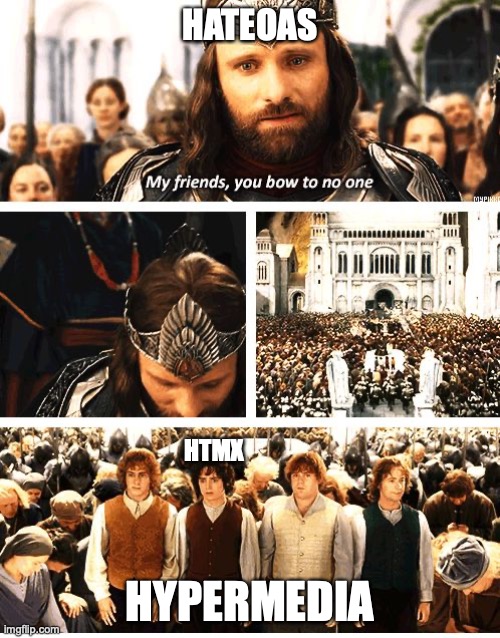 HATEOAS
My friends, you bow to no one
HTMX
HYPERMEDIA
imgflip.com